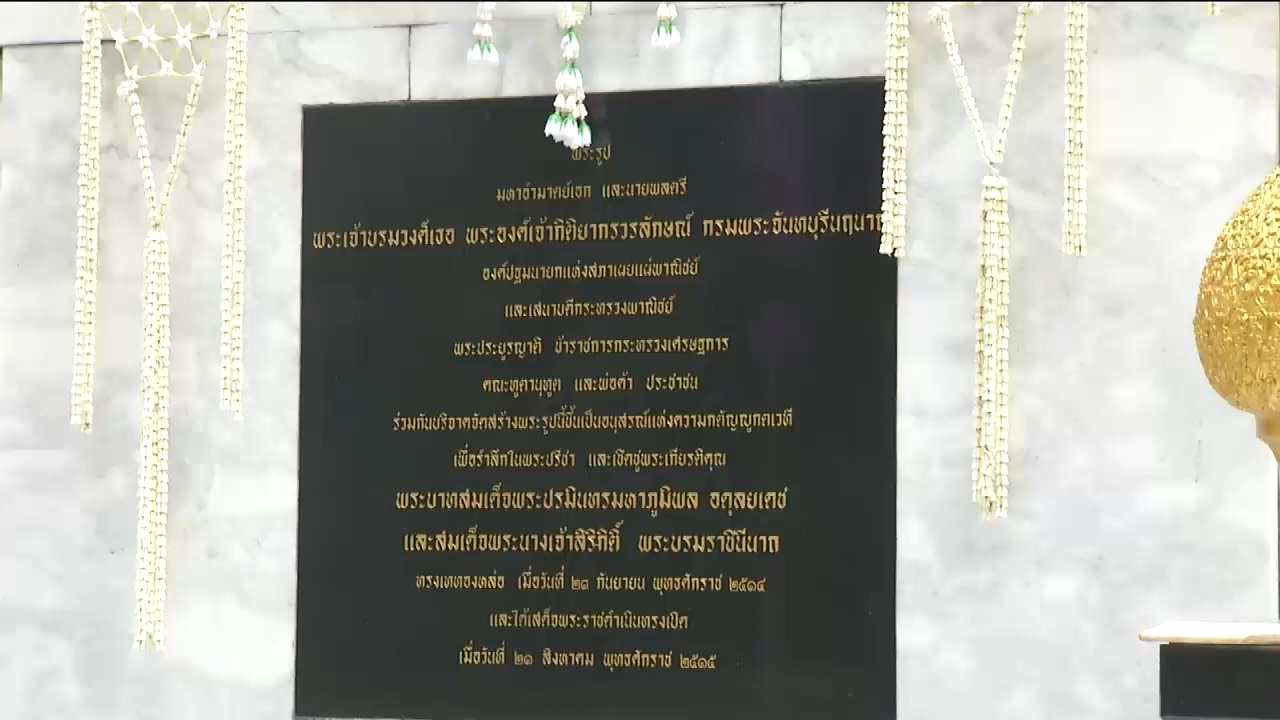 พระรูป
มหาอำมาตย์เอก และนายพลตรี
พระเจ้าบรมวงศ์เธอ พระองค์เจ้ากิติยากรวรลักษณ์ กรมพระจันทบุรีนฤนาถ
องค์ปฐมนายกแห่งสภาเผยแผ่พาณิชย์
และเสนาบดีกระทรวงพาณิชย์
พระประยูรญาติ ข้าราชการกระทรวงเศรษฐการ
คณะทูตานุทูต และพ่อค้า ประชาชน
ร่วมกันบริจาคจัดสร้างพระรูปนี้ขึ้นเป็นอนุสรณ์แห่งความกตัญญูกตเวที
เพื่อรำลึกในพระปรีชา และเชิดชูพระเกียรติคุณ
พระบาทสมเด็จพระปรมินทรมหาภูมิพล อดุลยเดช
และสมเด็จพระนางเจ้าสิริกิติ์ พระบรมราชินีนาถ
ทรงเททองหล่อ เมื่อวันที่ ๒๓ กันยายน พุทธศักราช ๒๕๑๔
และได้เสด็จพระราชดำเนินทรงเปิด
เมื่อวันที่ ๒๑ สิงหาคม พุทธศักราช ๒๕๑๕